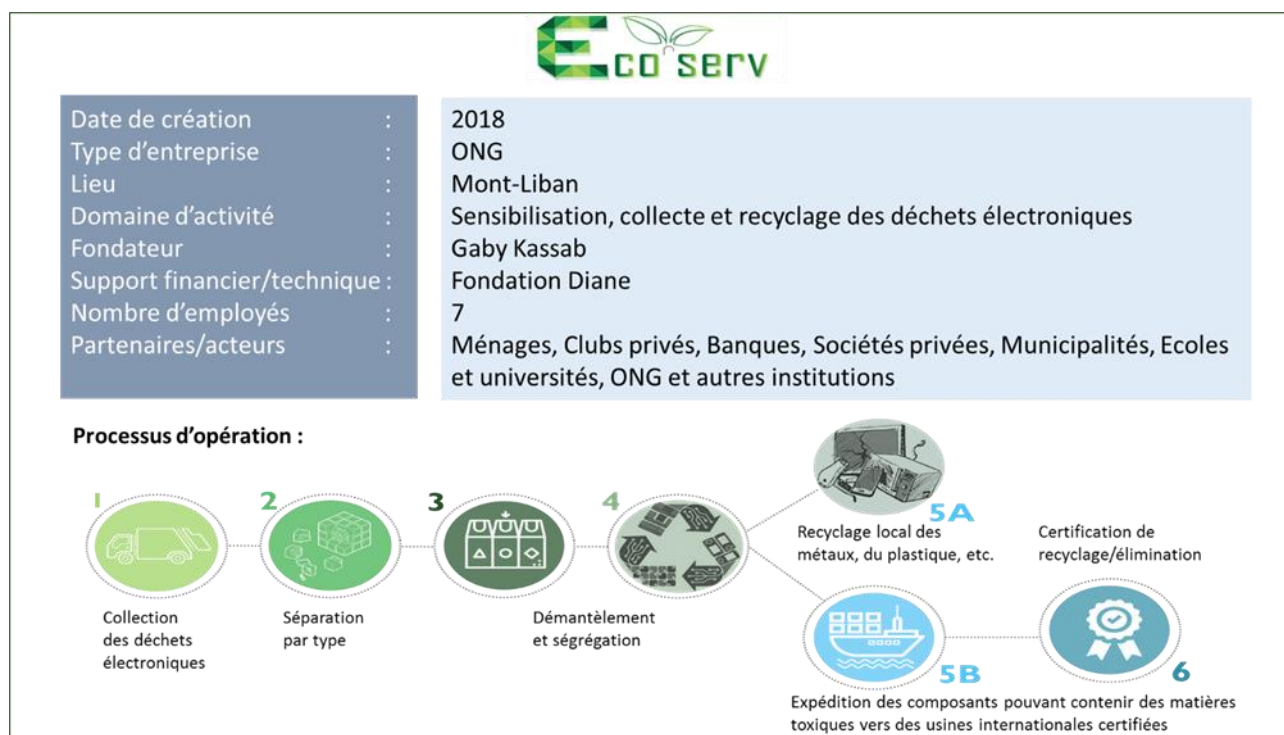 Eco serv
Date de création : 2018
Type d'entreprise : ONG
Lieu : Mont-Liban
Domaine d'activité : Sensibilisation, collecte et recyclage des déchets électroniques
Fondateur : Gaby Kassab
Support financier/technique : Fondation Diane
Nombre d'employés : 7
Partenaires/acteurs : Ménages, Clubs privés, Banques, Sociétés privées, Municipalités, Ecoles
et universités, ONG et autres institutions
Processus d'opération :
1
Collection
des déchets
électroniques
2
Séparation
par type
3
4
Démantèlement
et ségrégation
5A
Recyclage local des
métaux, du plastique, etc.
5B
Expédition des composants pouvant contenir des matières
toxiques vers des usines internationales certifiées
Certification de
recyclage/élimination
6